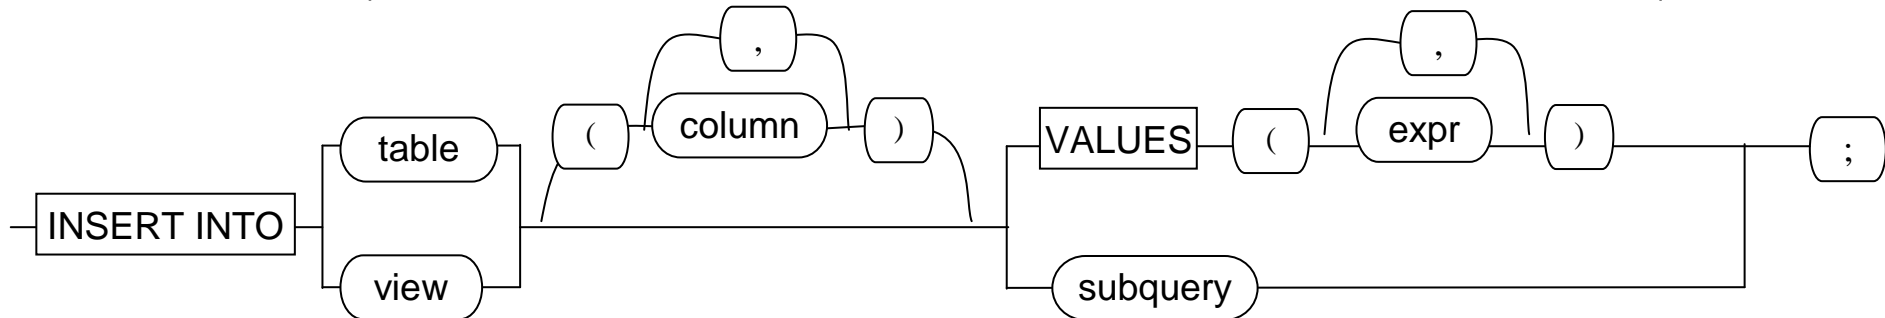 , ,
( column ) VALUES ( expr ) ;
table
INSERT INTO
view subquery